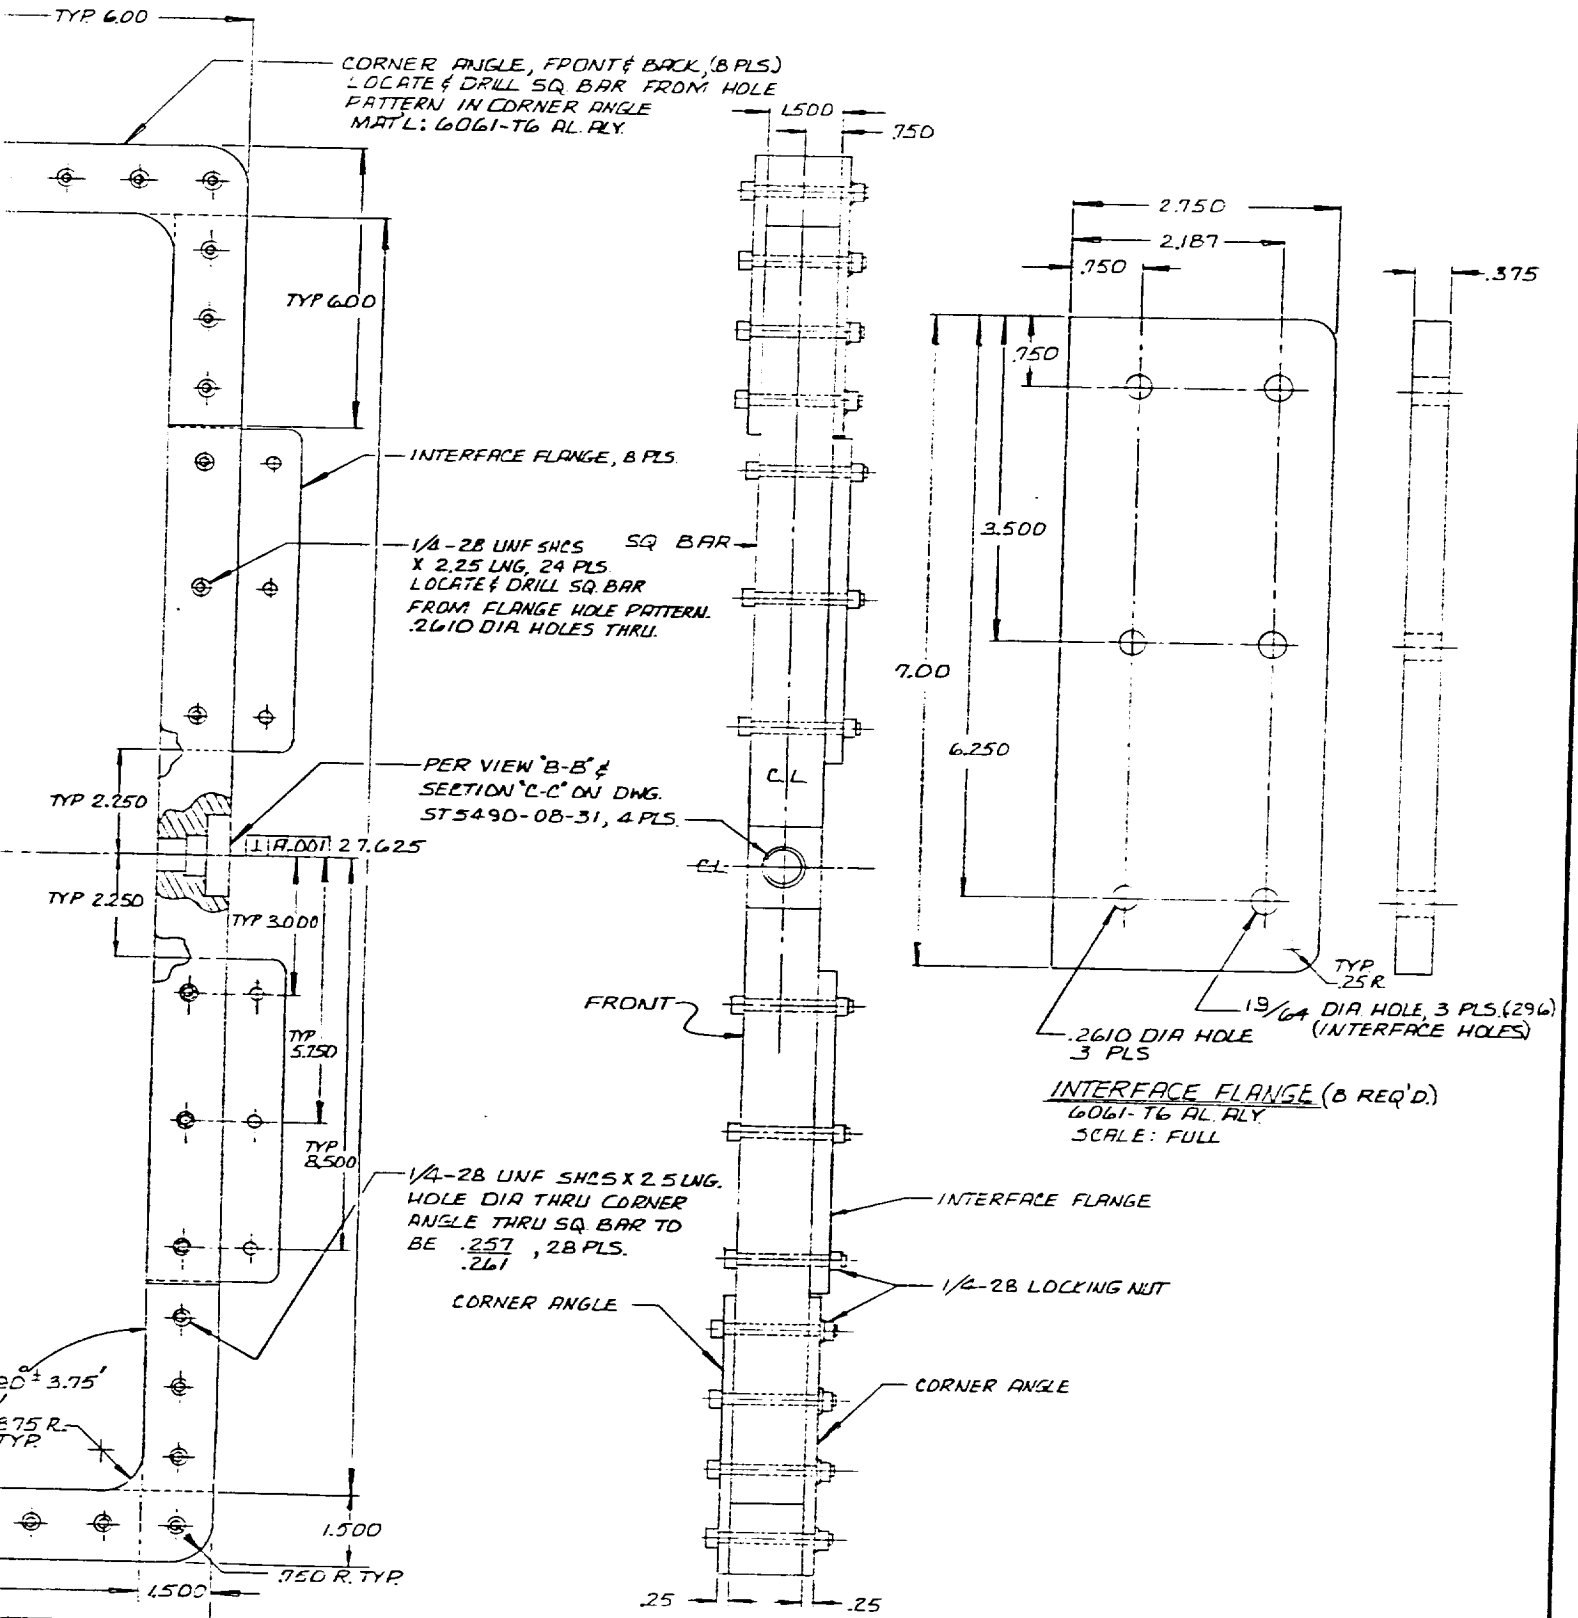 TYP. 6.00
CORNER ANGLE, FRONT & BACK, (8 PLS.)
LOCATE & DRILL SQ. BAR FROM HOLE
PATTERN IN CORNER ANGLE
MAT'L: 6061-T6 AL. ALY.
1.500
.750
2.750
2.187
.750
.375
TYP 6.00
.750
INTERFACE FLANGE, 8 PLS.
1/4-28 UNF SHCS
X 2.25 LNG, 24 PLS.
LOCATE & DRILL SQ. BAR
FROM FLANGE HOLE PATTERN.
.2610 DIA HOLES THRU.
SQ BAR
3.500
7.00
6.250
PER VIEW "B-B" &
SECTION "C-C" ON DWG.
ST5490-08-31, 4 PLS.
CL
TYP 2.250
⊥ A .001 27.625
CL
TYP 2.250
TYP 3.000
FRONT
TYP
.25 R
19/64 DIA HOLE, 3 PLS. (.296)
(INTERFACE HOLES)
.2610 DIA HOLE
3 PLS
TYP
5.750
INTERFACE FLANGE (8 REQ'D.)
6061-T6 AL. ALY.
SCALE: FULL
TYP
8.500
1/4-28 UNF SHCS X 2.5 LNG.
HOLE DIA THRU CORNER
ANGLE THRU SQ. BAR TO
BE .257/.261, 28 PLS.
INTERFACE FLANGE
1/4-28 LOCKING NUT
CORNER ANGLE
± 3.75'
CORNER ANGLE
875 R.
TYP.
1.500
.750 R. TYP.
1.500
.25
.25